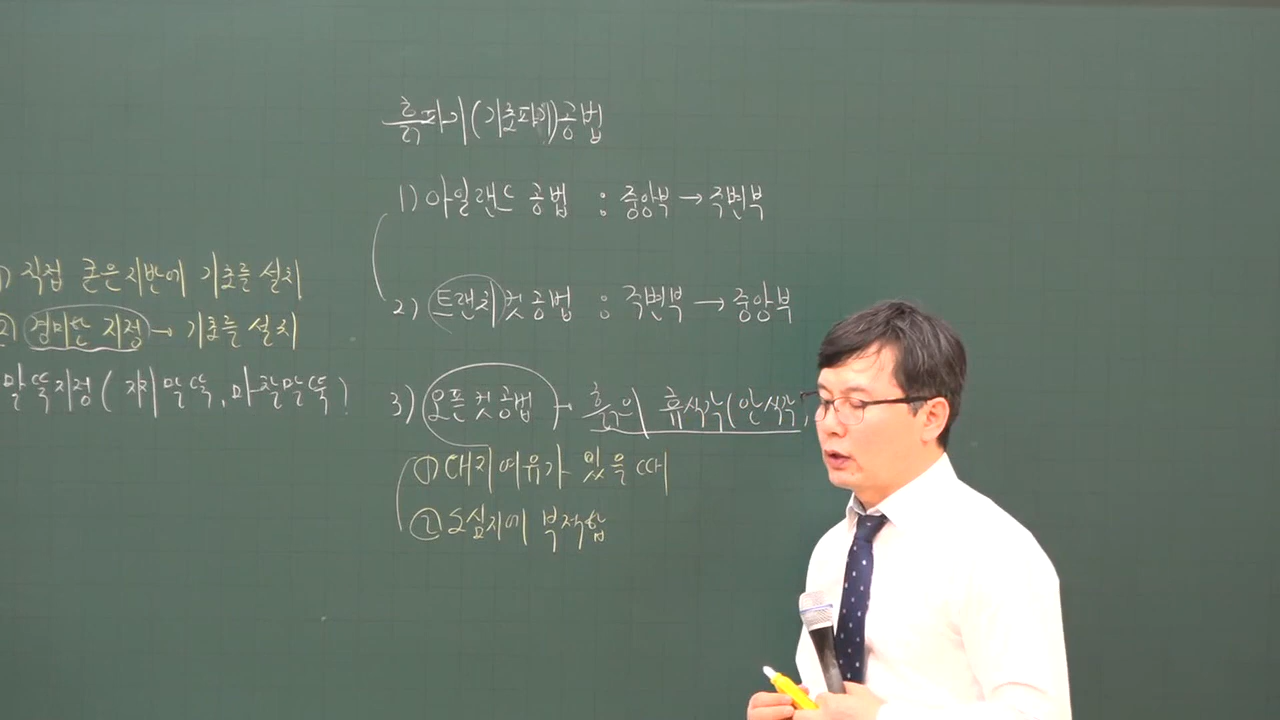 흙파기(기초파기)공법
1) 아일랜드 공법 : 중앙부 → 주변부
2) 트랜치 컷 공법 : 주변부 → 중앙부
3) 오픈 컷 공법 → 흙의 휴식각(안식각,
① 대지여유가 있을 때
② 도심지에 부적합
1) 직접 굳은 지반에 기초를 설치
② 경미한 지정 → 기초를 설치
말뚝지정( 지지말뚝, 마찰말뚝)